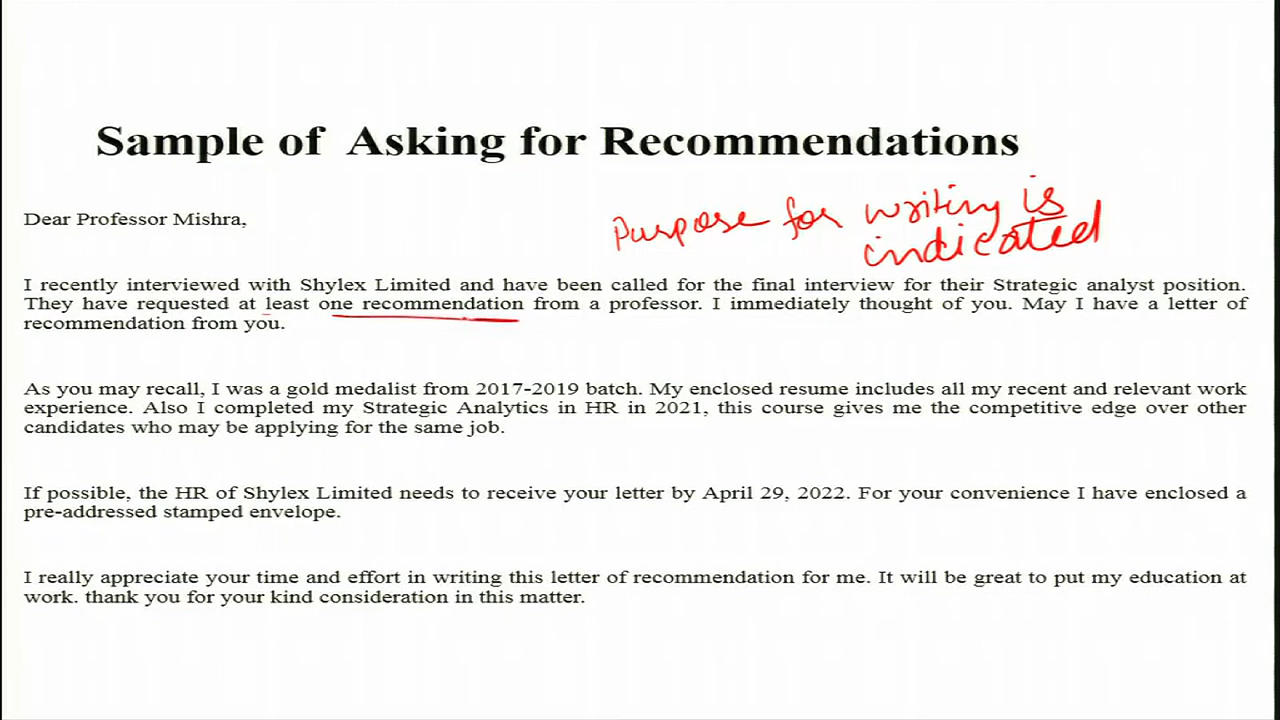 Sample of Asking for Recommendations
Purpose for writing is
indicated
Dear Professor Mishra,
I recently interviewed with Shylex Limited and have been called for the final interview for their Strategic analyst position.
They have requested at least one recommendation from a professor. I immediately thought of you. May I have a letter of
recommendation from you.
As you may recall, I was a gold medalist from 2017-2019 batch. My enclosed resume includes all my recent and relevant work
experience. Also I completed my Strategic Analytics in HR in 2021, this course gives me the competitive edge over other
candidates who may be applying for the same job.
If possible, the HR of Shylex Limited needs to receive your letter by April 29, 2022. For your convenience I have enclosed a
pre-addressed stamped envelope.
I really appreciate your time and effort in writing this letter of recommendation for me. It will be great to put my education at
work. thank you for your kind consideration in this matter.